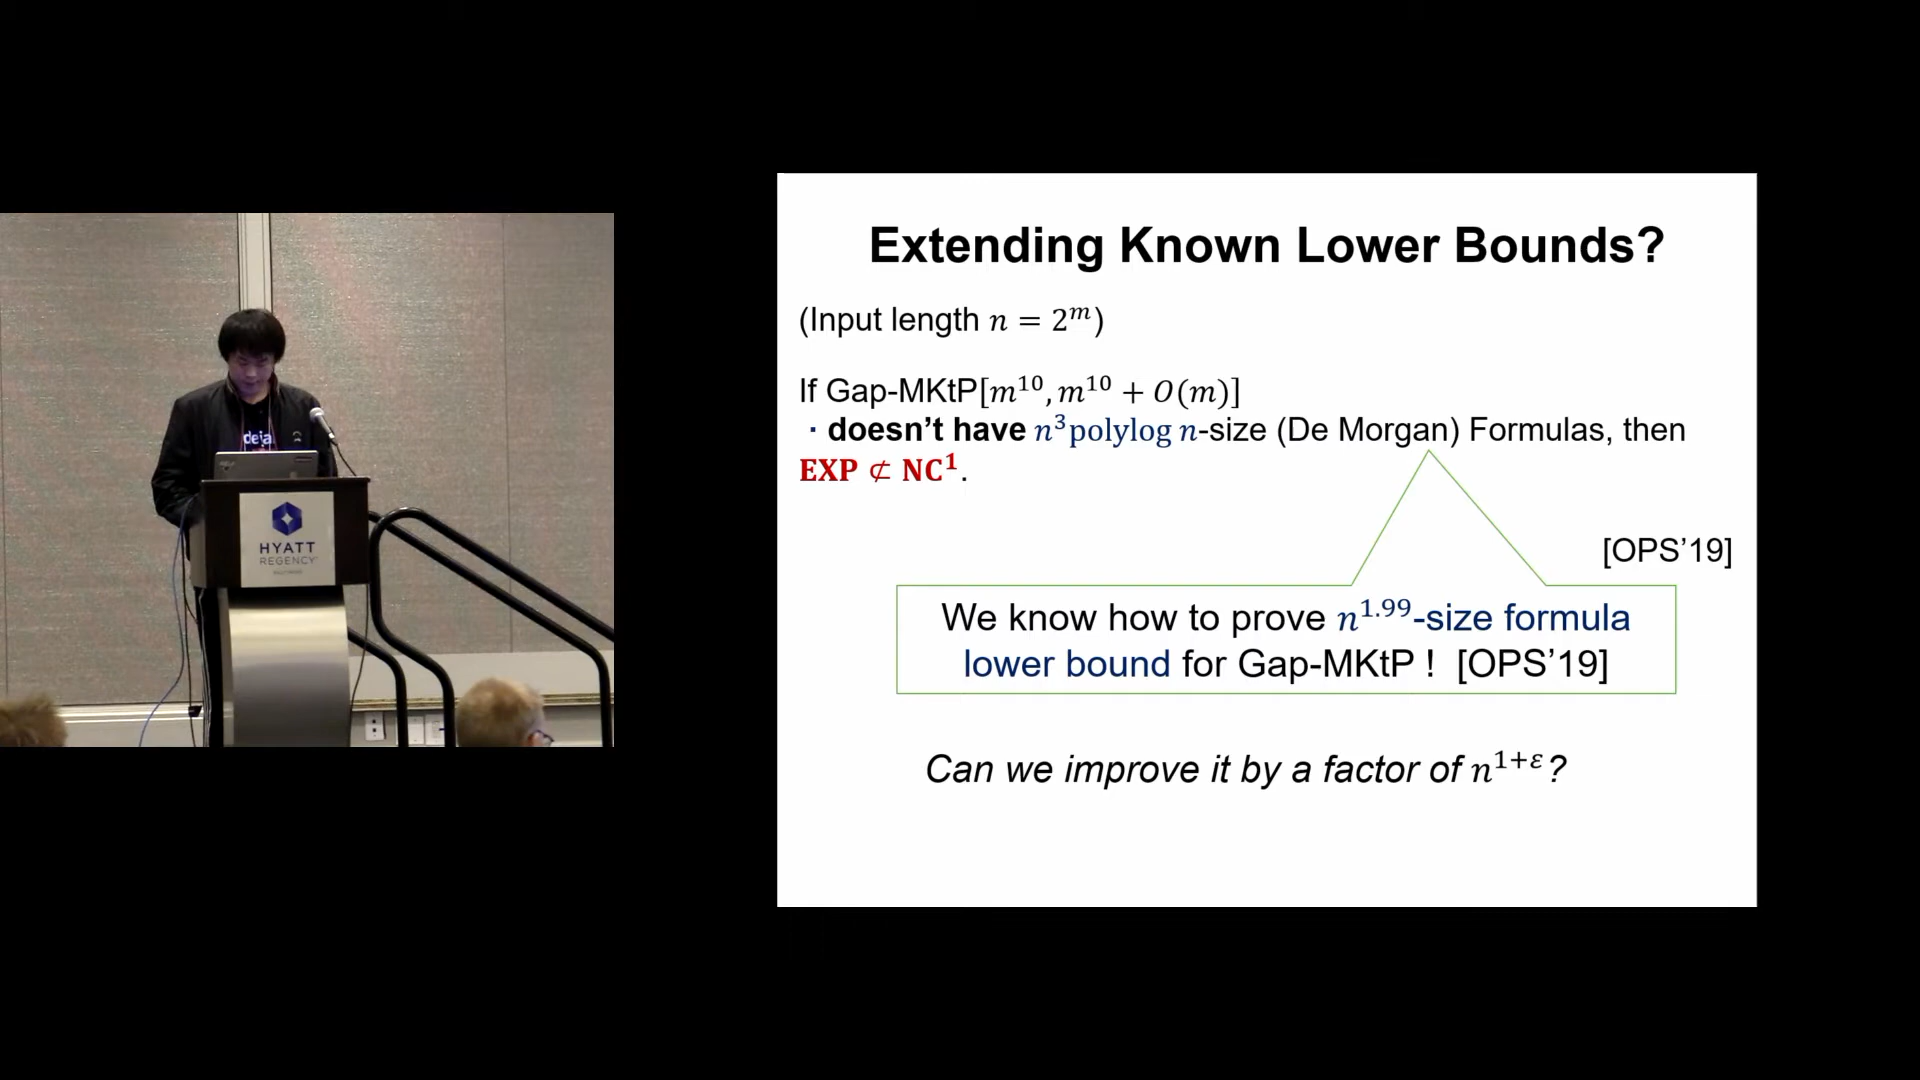 Extending Known Lower Bounds?
(Input length n = 2^m)
If Gap-MKtP[m^10, m^10 + O(m)]
· doesn't have n^3 polylog n-size (De Morgan) Formulas, then
EXP ⊄ NC^1.
[OPS'19]
We know how to prove n^1.99-size formula
lower bound for Gap-MKtP ! [OPS'19]
Can we improve it by a factor of n^{1+ε}?
deja
HYATT
REGENCY